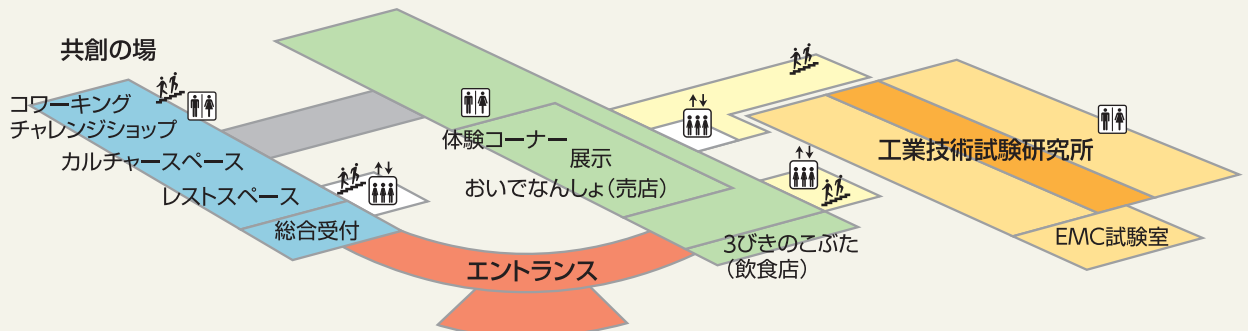 共創の場
コワーキング
チャレンジショップ
カルチャースペース
レストスペース
総合受付
エントランス
体験コーナー
展示
おいでなんしょ（売店）
3びきのこぶた
（飲食店）
工業技術試験研究所
EMC試験室